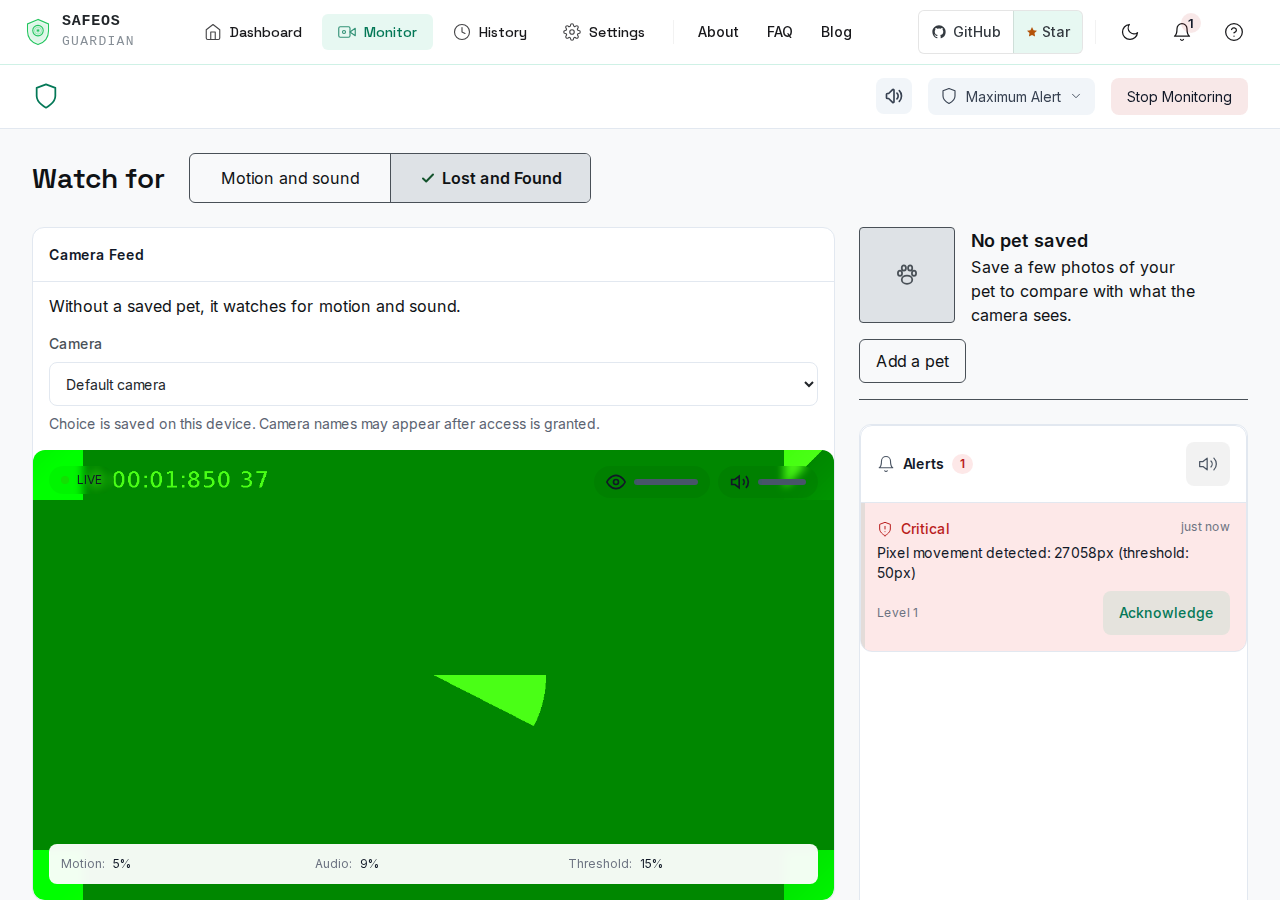 SAFEOS
GUARDIAN
Dashboard
Monitor
History
Settings
About
FAQ
Blog
GitHub
Star
1
Maximum Alert
Stop Monitoring
Watch for
Motion and sound
Lost and Found
Camera Feed
Without a saved pet, it watches for motion and sound.
Camera
Default camera
Choice is saved on this device. Camera names may appear after access is granted.
LIVE
00:01:850 37
Motion: 5%
Audio: 9%
Threshold: 15%
No pet saved
Save a few photos of your
pet to compare with what the
camera sees.
Add a pet
Alerts 1
Critical
just now
Pixel movement detected: 27058px (threshold:
50px)
Level 1
Acknowledge